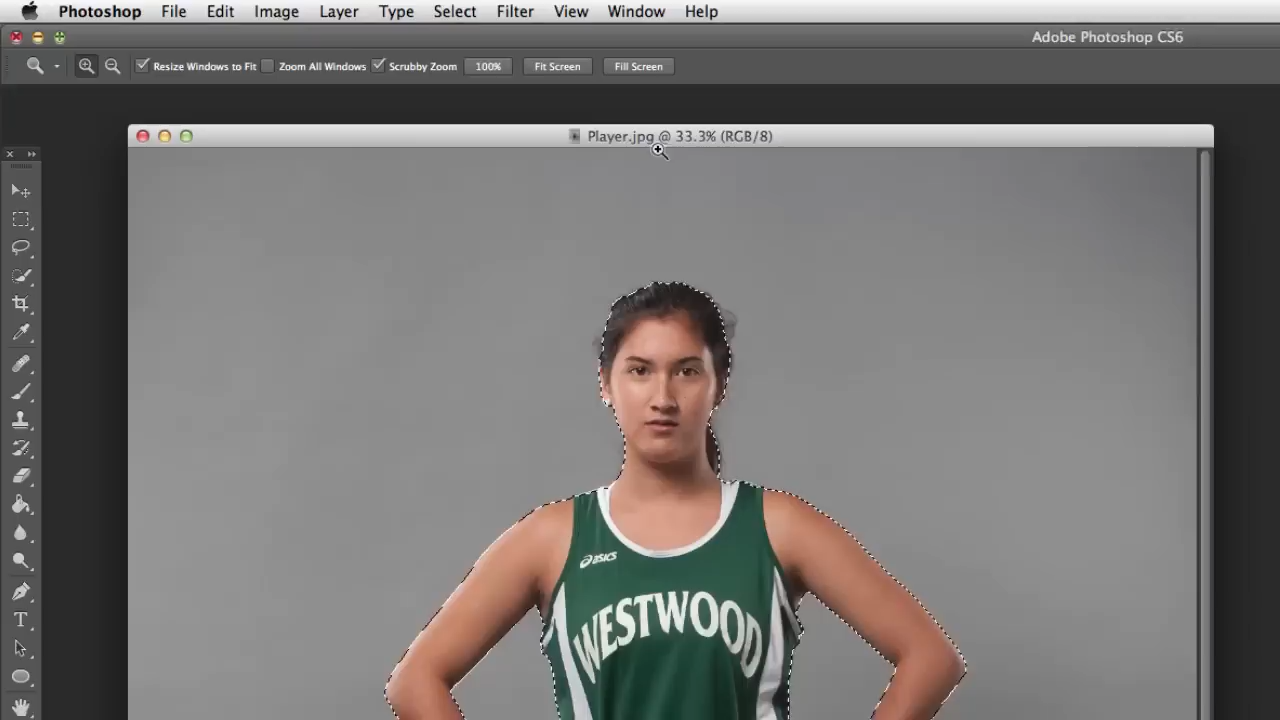 Photoshop File Edit Image Layer Type Select Filter View Window Help
Adobe Photoshop CS6
Resize Windows to Fit Zoom All Windows Scrubby Zoom 100% Fit Screen Fill Screen
Player.jpg @ 33.3% (RGB/8)
asics
WESTWOOD
T